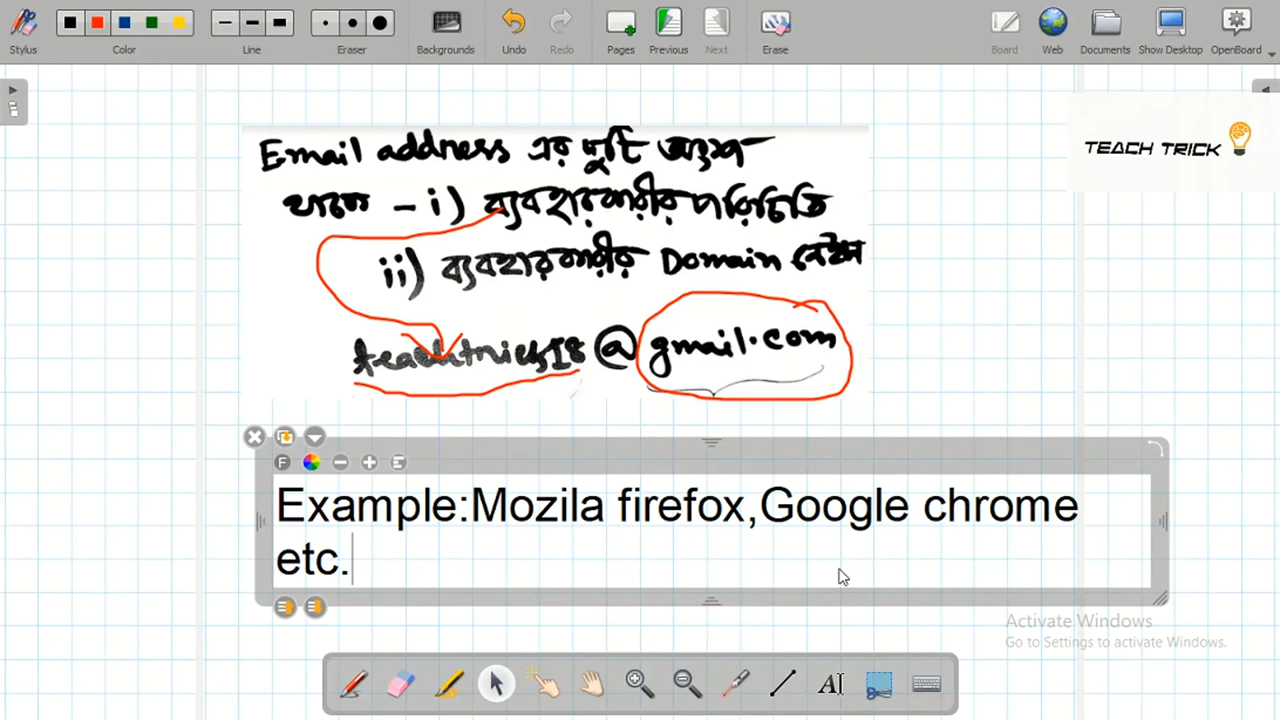 Stylus
Color
Line
Eraser
Backgrounds
Undo
Redo
Pages
Previous
Next
Erase
Board
Web
Documents
Show Desktop
OpenBoard
TEACH TRICK
Email address এর দুটি অংশ
থাকে - i) ব্যবহারকারীর পরিচিতি
ii) ব্যবহারকারীর Domain নেইম
@ gmail.com
F
Example:Mozila firefox,Google chrome
etc.
Activate Windows
Go to Settings to activate Windows.
AI